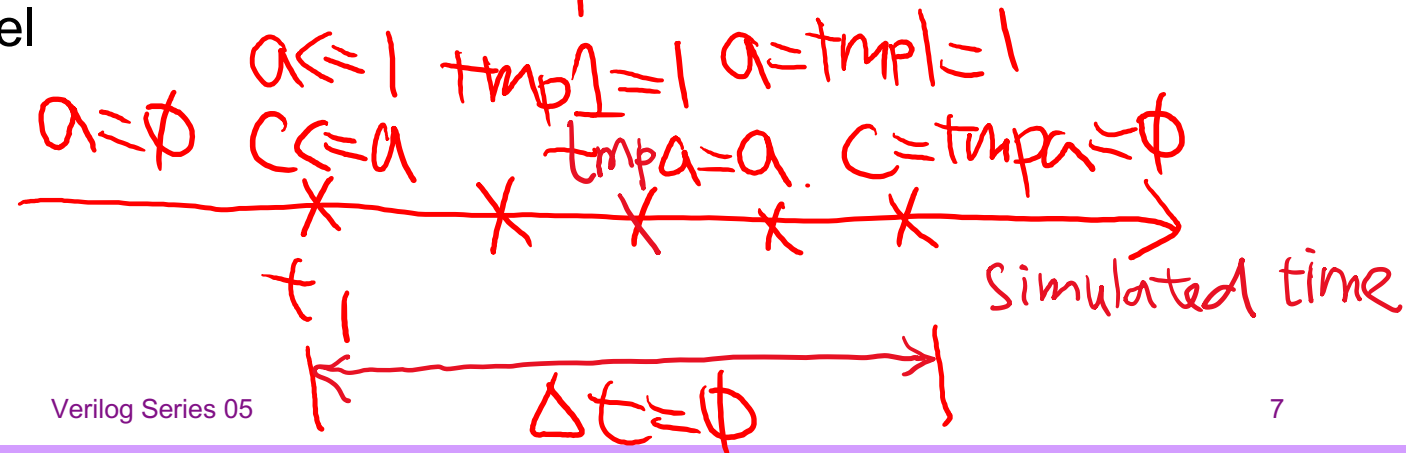 el
a<=1 tmp1=1 a=tmp1=1
a=ϕ c<=a tmpa=a. c=tmpa=ϕ
t1
simulated time
Δt=ϕ
Verilog Series 05 7